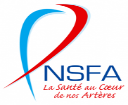 NSFA
La Santé au Cœur
de nos Artères